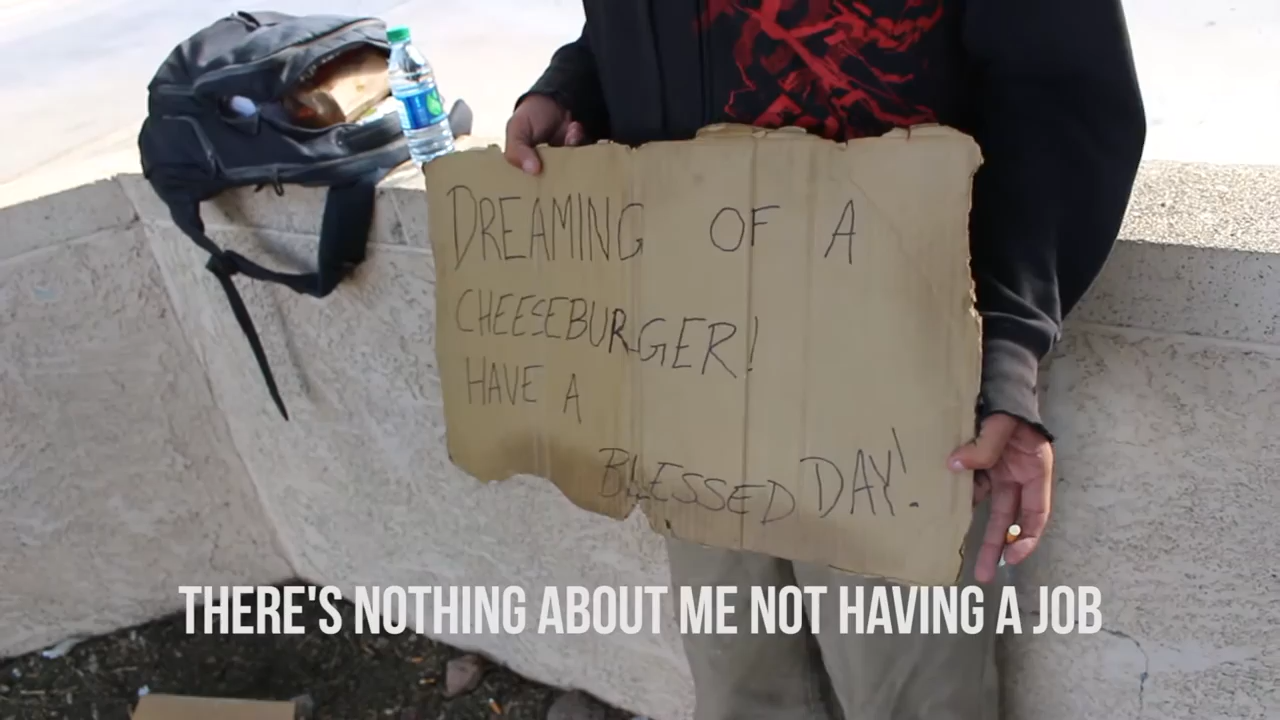 DREAMING OF A
CHEESEBURGER!
HAVE A
BLESSED DAY!
THERE'S NOTHING ABOUT ME NOT HAVING A JOB